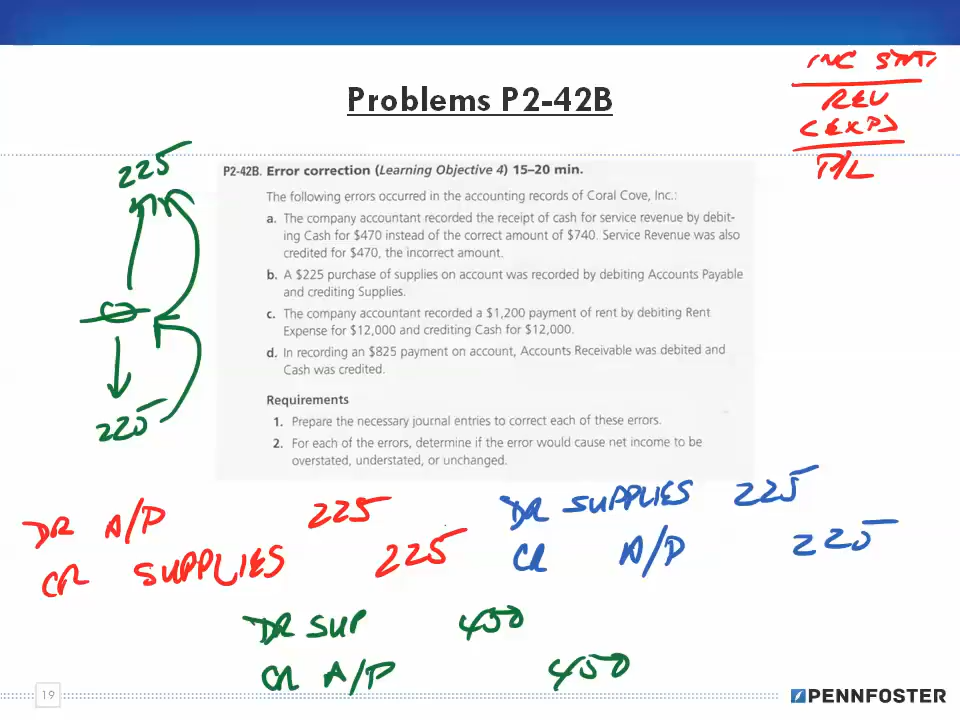 Problems P2-42B
INC STMT
REV
(EXP)
P/L
225
225
P2-42B. Error correction (Learning Objective 4) 15–20 min.
The following errors occurred in the accounting records of Coral Cove, Inc.:
a. The company accountant recorded the receipt of cash for service revenue by debit-
ing Cash for $470 instead of the correct amount of $740. Service Revenue was also
credited for $470, the incorrect amount.
b. A $225 purchase of supplies on account was recorded by debiting Accounts Payable
and crediting Supplies.
c. The company accountant recorded a $1,200 payment of rent by debiting Rent
Expense for $12,000 and crediting Cash for $12,000.
d. In recording an $825 payment on account, Accounts Receivable was debited and
Cash was credited.
Requirements
1. Prepare the necessary journal entries to correct each of these errors.
2. For each of the errors, determine if the error would cause net income to be
overstated, understated, or unchanged.
DR A/P 225
CR SUPPLIES 225
DR SUPPLIES 225
CR A/P 225
DR SUP 450
CR A/P 450
19
PENNFOSTER